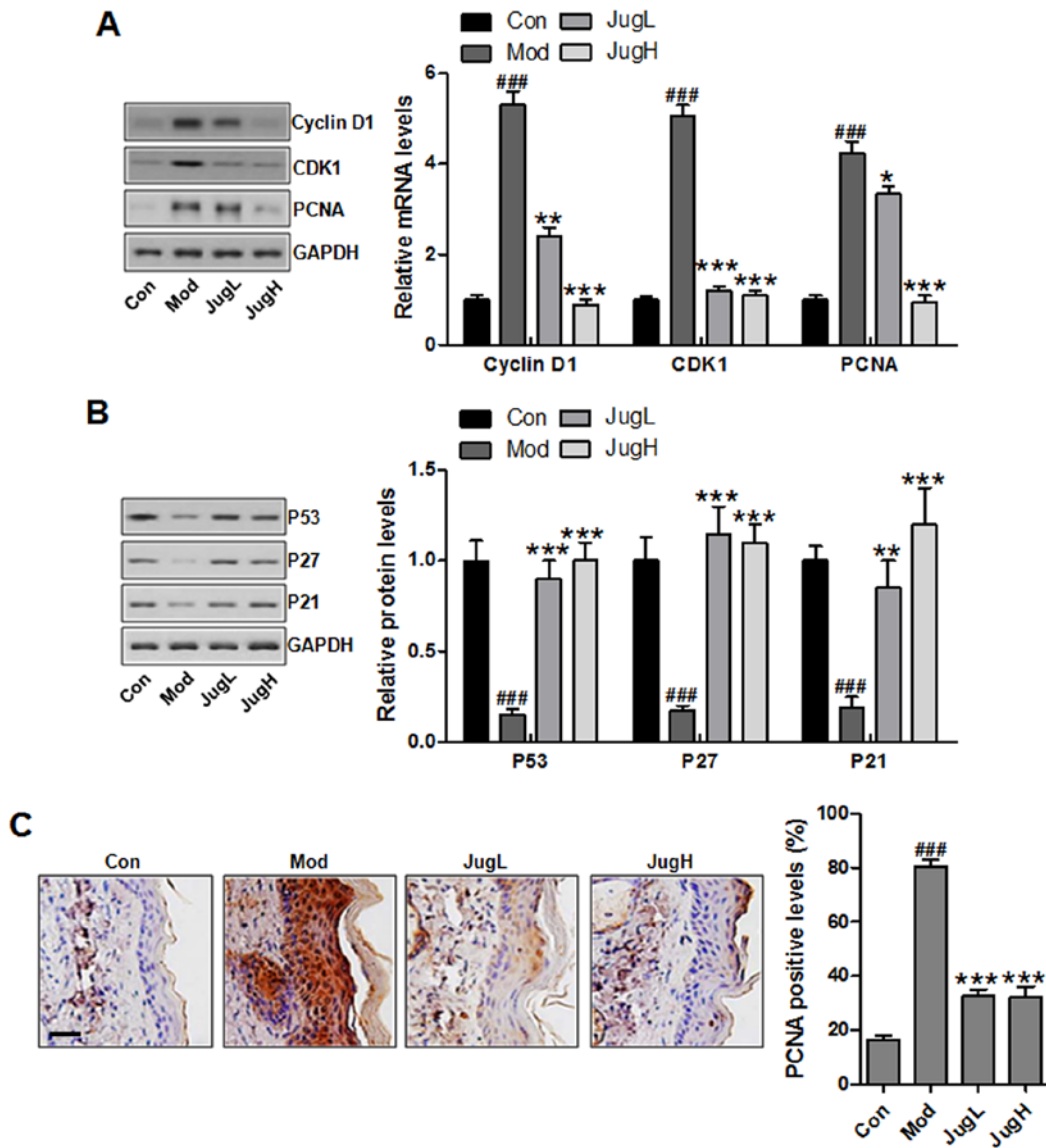 A
Con
JugL
Mod
JugH
Cyclin D1
CDK1
PCNA
GAPDH
Con Mod JugL JugH
Relative mRNA levels
6
4
2
0
###
**
***
###
***
***
###
*
***
Cyclin D1 CDK1 PCNA
B
Con
JugL
Mod
JugH
P53
P27
P21
GAPDH
Con Mod JugL JugH
Relative protein levels
1.5
1.0
0.5
0.0
###
***
***
###
***
***
###
**
***
P53 P27 P21
C
Con Mod JugL JugH
PCNA positive levels (%)
100
80
60
40
20
0
###
***
***
Con Mod JugL JugH